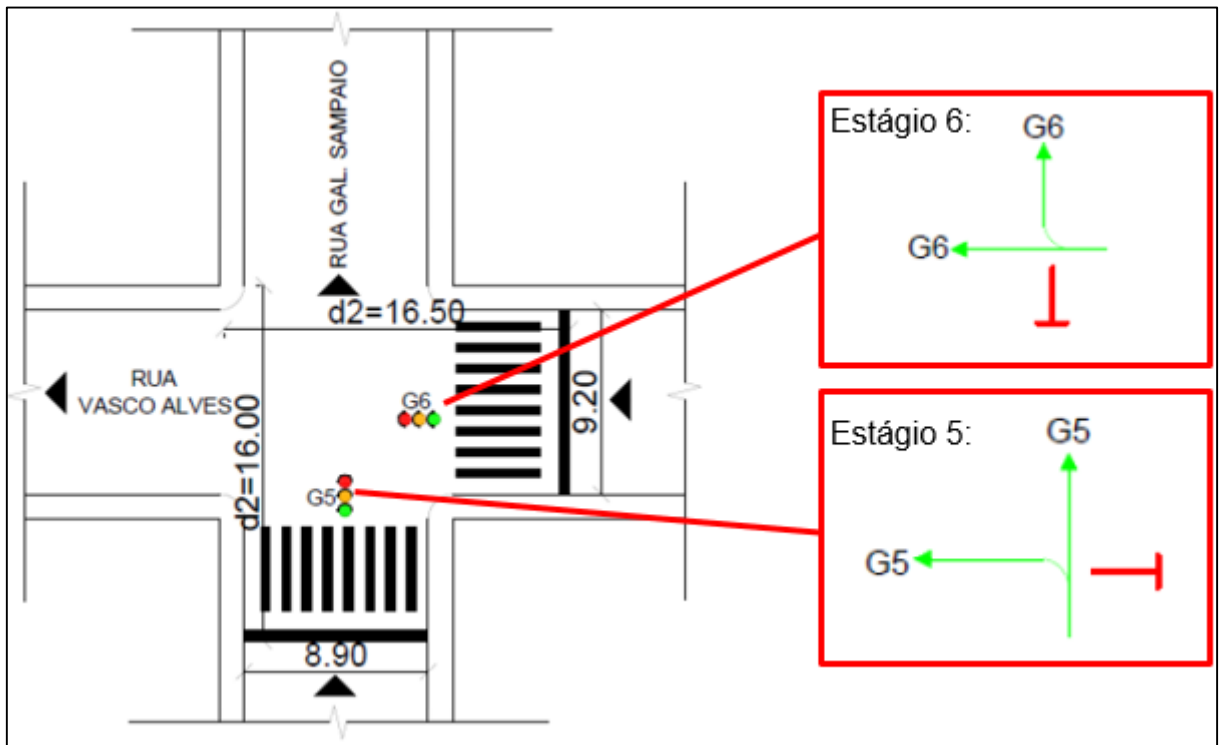 RUA GAL. SAMPAIO
d2=16.50
RUA
VASCO ALVES
d2=16.00
G6
9.20
G5
8.90
Estágio 6:
G6
G6
Estágio 5:
G5
G5